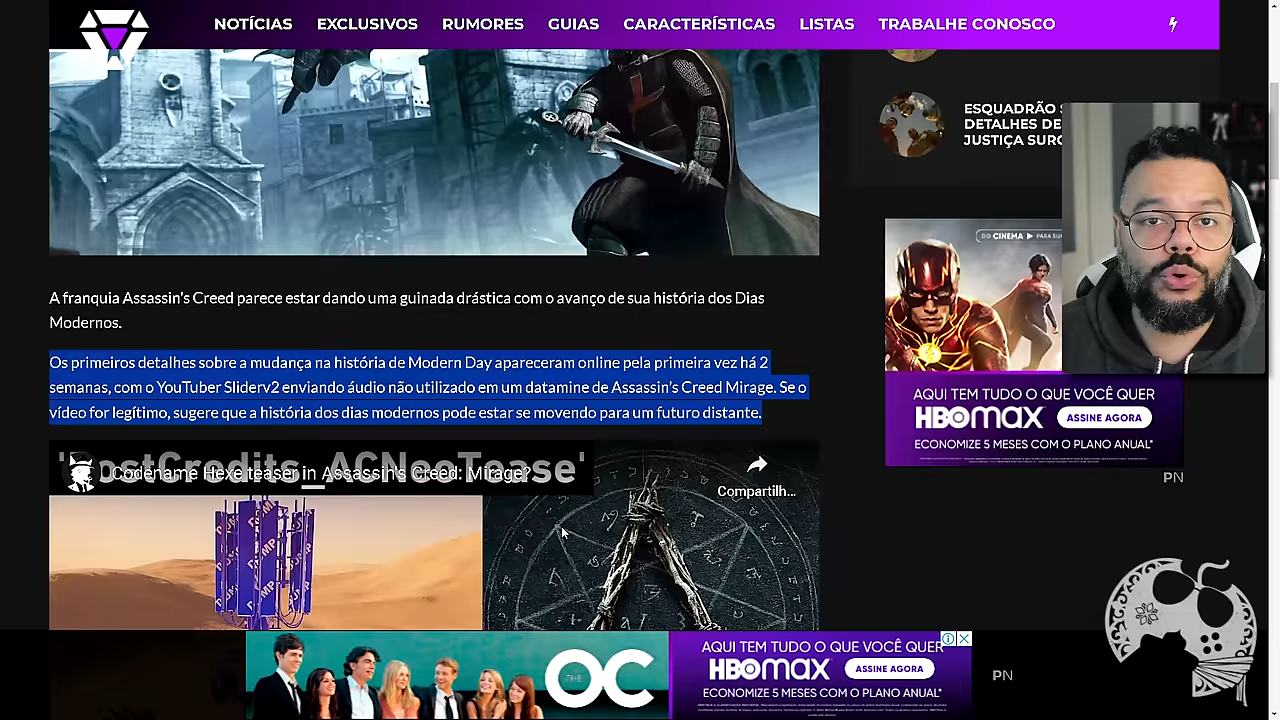 NOTÍCIAS EXCLUSIVOS RUMORES GUIAS CARACTERÍSTICAS LISTAS TRABALHE CONOSCO
ESQUADRÃO
DETALHES DE
JUSTIÇA
A franquia Assassin's Creed parece estar dando uma guinada drástica com o avanço de sua história dos Dias
Modernos.
Os primeiros detalhes sobre a mudança na história de Modern Day apareceram online pela primeira vez há 2
semanas, com o YouTuber Sliderv2 enviando áudio não utilizado em um datamine de Assassin's Creed Mirage. Se o
vídeo for legítimo, sugere que a história dos dias modernos pode estar se movendo para um futuro distante.
Codename Hexe teaser in Assassin's Creed: Mirage?
Compartilh...
DO CINEMA PARA SUA
AQUI TEM TUDO O QUE VOCÊ QUER
HBOMAX ASSINE AGORA
ECONOMIZE 5 MESES COM O PLANO ANUAL*
PN
THE OC
AQUI TEM TUDO O QUE VOCÊ QUER
HBOMAX ASSINE AGORA
ECONOMIZE 5 MESES COM O PLANO ANUAL*
PN